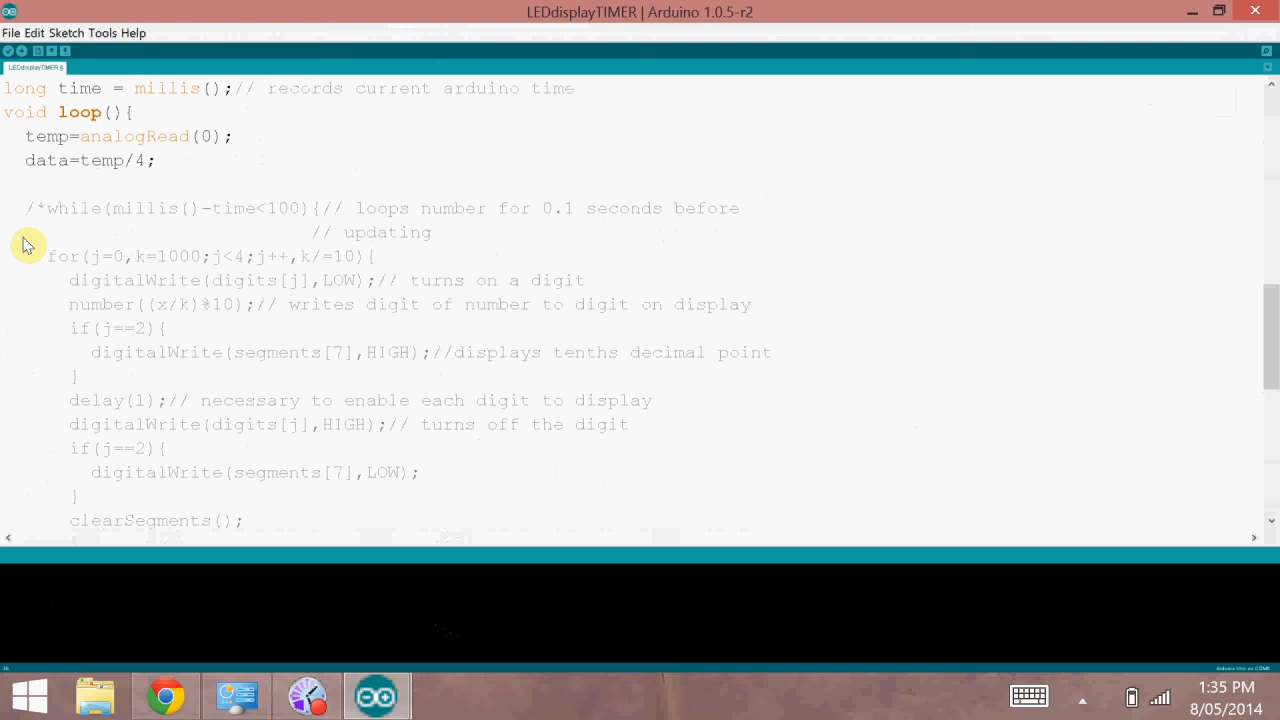 LEDdisplayTIMER | Arduino 1.0.5-r2
File Edit Sketch Tools Help
LEDdisplayTIMER §
long time = millis();// records current arduino time
void loop(){
temp=analogRead(0);
data=temp/4;
/*while(millis()-time<100){// loops number for 0.1 seconds before
// updating
for(j=0,k=1000;j<4;j++,k/=10){
digitalWrite(digits[j],LOW);// turns on a digit
number((x/k)%10);// writes digit of number to digit on display
if(j==2){
digitalWrite(segments[7],HIGH);//displays tenths decimal point
}
delay(1);// necessary to enable each digit to display
digitalWrite(digits[j],HIGH);// turns off the digit
if(j==2){
digitalWrite(segments[7],LOW);
}
clearSegments();
Arduino Uno on COM5
1:35 PM
8/05/2014